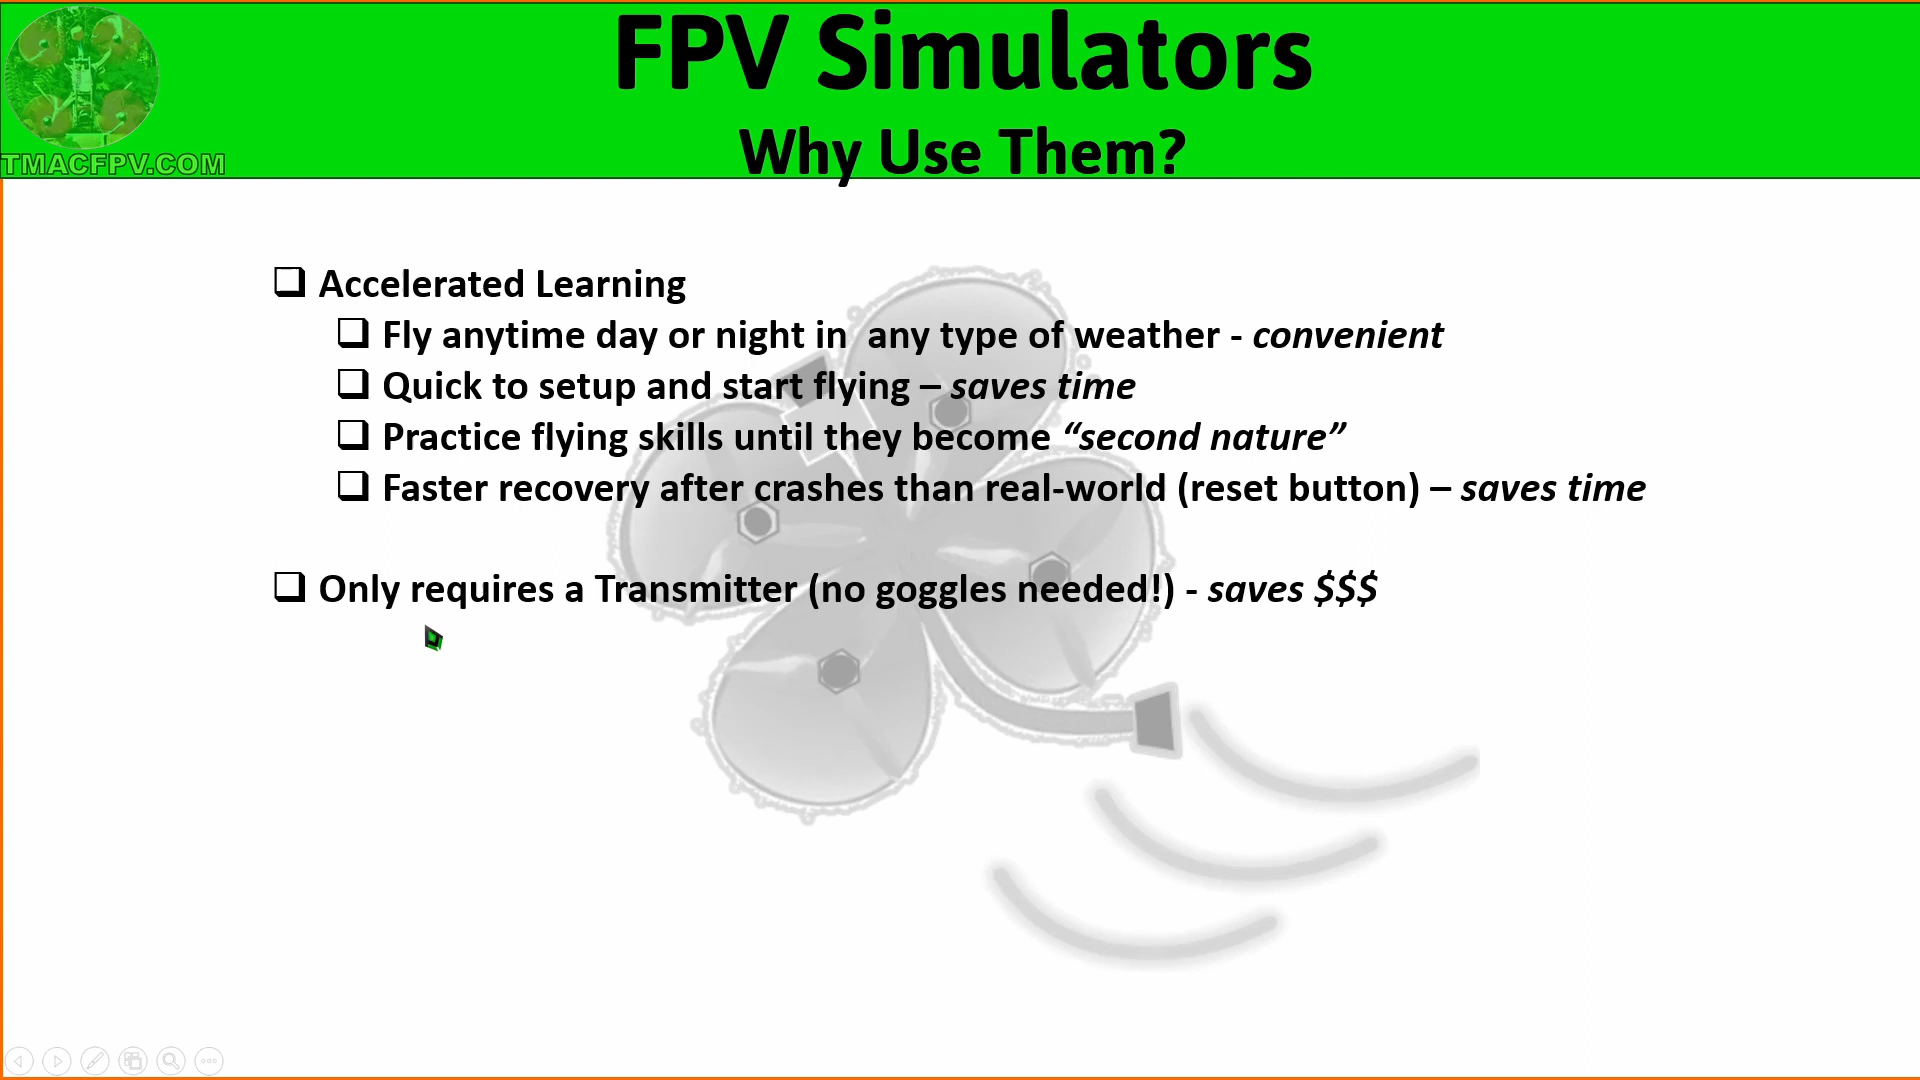 FPV Simulators
Why Use Them?
TMACFPV.COM
❑ Accelerated Learning
❑ Fly anytime day or night in  any type of weather - convenient
❑ Quick to setup and start flying – saves time
❑ Practice flying skills until they become “second nature”
❑ Faster recovery after crashes than real-world (reset button) – saves time
❑ Only requires a Transmitter (no goggles needed!) - saves $$$